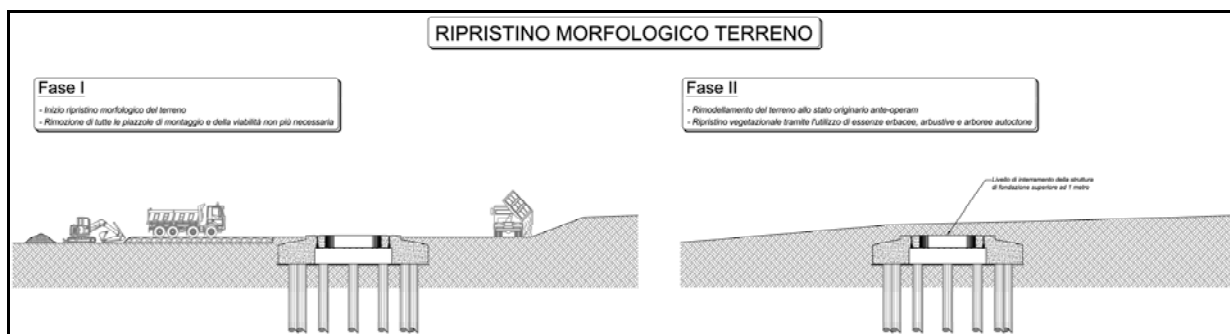 RIPRISTINO MORFOLOGICO TERRENO
Fase I
- Inizio ripristino morfologico del terreno
- Rimozione di tutte le piazzole di montaggio e della viabilità non più necessaria
Fase II
- Rimodellamento del terreno allo stato originario ante-operam
- Ripristino vegetazionale tramite l'utilizzo di essenze erbacee, arbustive e arboree autoctone
Livello di interramento della struttura
di fondazione superiore ad 1 metro